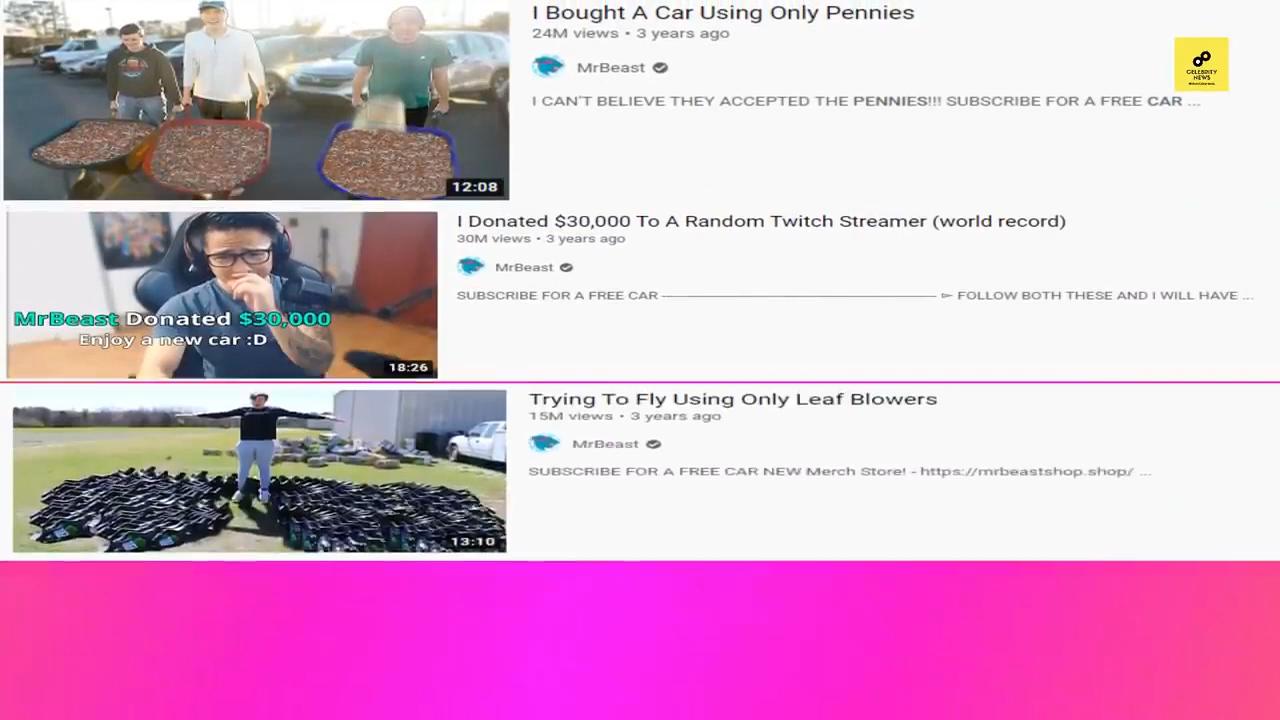 I Bought A Car Using Only Pennies
24M views • 3 years ago
MrBeast
I CAN'T BELIEVE THEY ACCEPTED THE PENNIES!!! SUBSCRIBE FOR A FREE CAR ...
12:08
CELEBRITY
NEWS
I Donated $30,000 To A Random Twitch Streamer (world record)
30M views • 3 years ago
MrBeast
SUBSCRIBE FOR A FREE CAR ———————————————— ⊳ FOLLOW BOTH THESE AND I WILL HAVE ...
MrBeast Donated $30,000
Enjoy a new car :D
18:26
Trying To Fly Using Only Leaf Blowers
15M views • 3 years ago
MrBeast
SUBSCRIBE FOR A FREE CAR NEW Merch Store! - https://mrbeastshop.shop/ ...
13:10